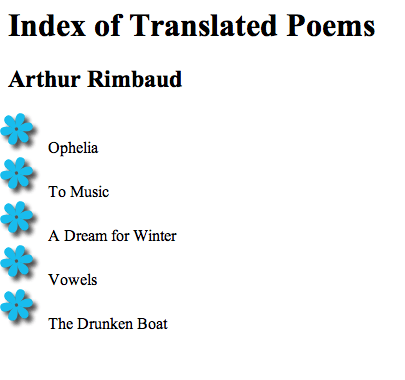 Index of Translated Poems
Arthur Rimbaud
Ophelia
To Music
A Dream for Winter
Vowels
The Drunken Boat